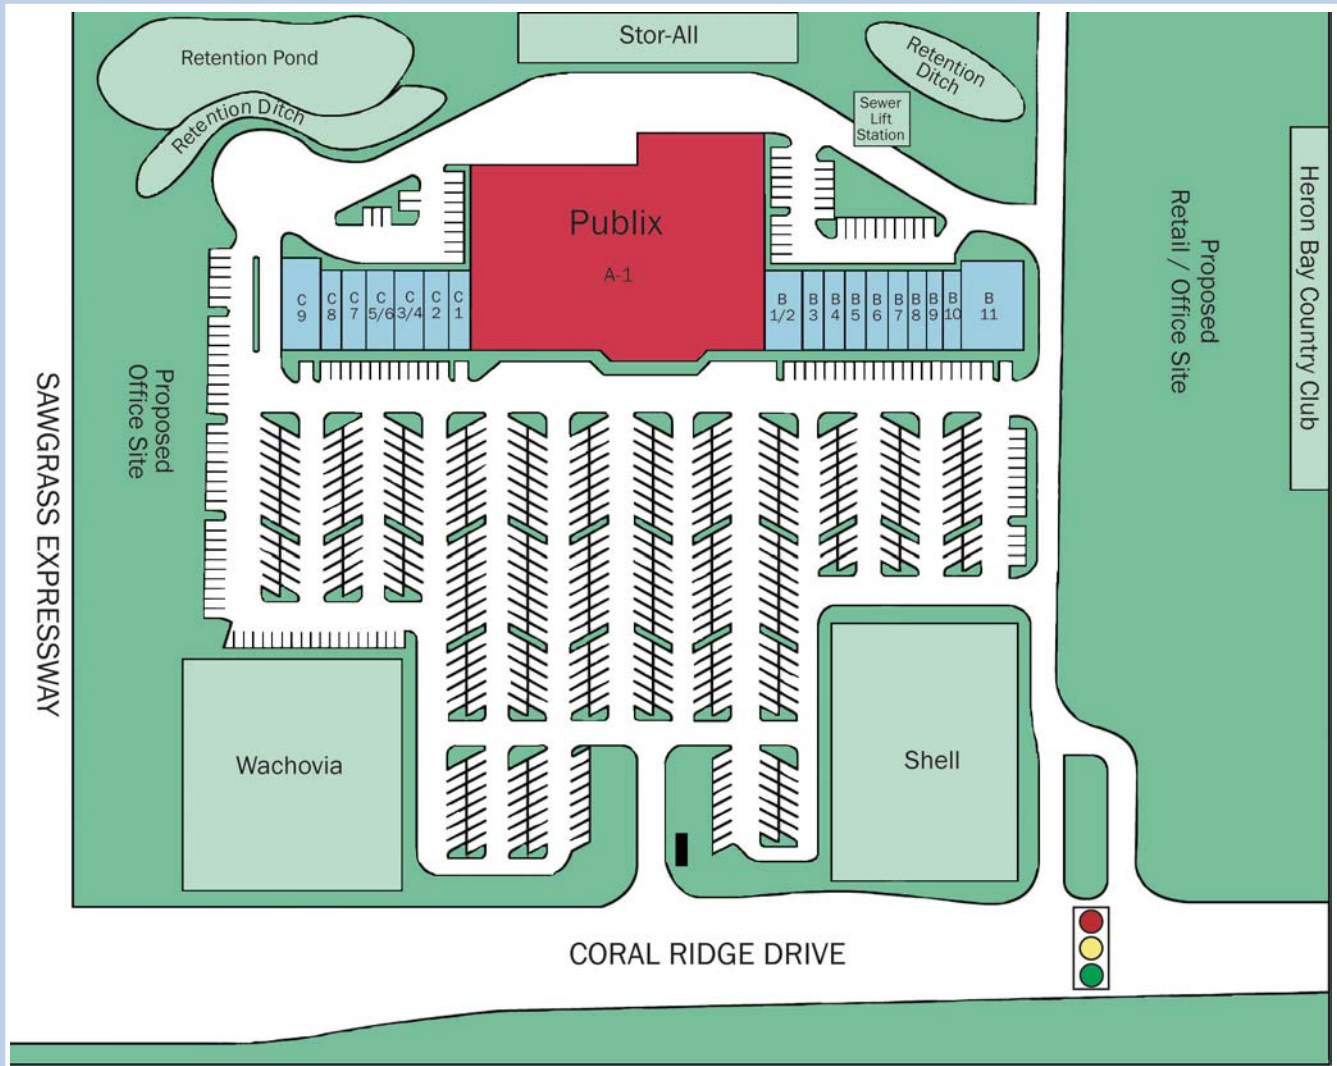 Stor-All
Retention Pond
Retention
Ditch
Retention Ditch
Sewer
Lift
Station
Publix
A-1
C
9
C
8
C
7
C
5/6
C
3/4
C
2
C
1
B
1/2
B
3
B
4
B
5
B
6
B
7
B
8
B
9
B
10
B
11
Proposed
Retail / Office Site
Heron Bay Country Club
Proposed
Office Site
SAWGRASS EXPRESSWAY
Wachovia
Shell
CORAL RIDGE DRIVE